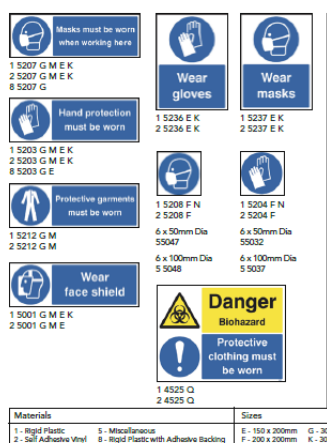 Masks must be worn
when working here
1 5207 G M E K
2 5207 G M E K
8 5207 G
Hand protection
must be worn
1 5203 G M E K
2 5203 G M E K
8 5203 G E
Protective garments
must be worn
1 5212 G M
2 5212 G M
Wear
face shield
1 5001 G M E K
2 5001 G M E
Wear
gloves
1 5236 E K
2 5236 E K
Wear
masks
1 5237 E K
2 5237 E K
1 5208 F N
2 5208 F
6 x 50mm Dia
55047
6 x 100mm Dia
5 5048
1 5204 F N
2 5204 F
6 x 50mm Dia
55032
6 x 100mm Dia
5 5037
Danger
Biohazard
Protective
clothing must
be worn
1 4525 Q
2 4525 Q
Materials
1 - Rigid Plastic
2 - Self Adhesive Vinyl
5 - Miscellaneous
8 - Rigid Plastic with Adhesive Backing
Sizes
E - 150 x 200mm
F - 200 x 200mm
G - 30
K - 30